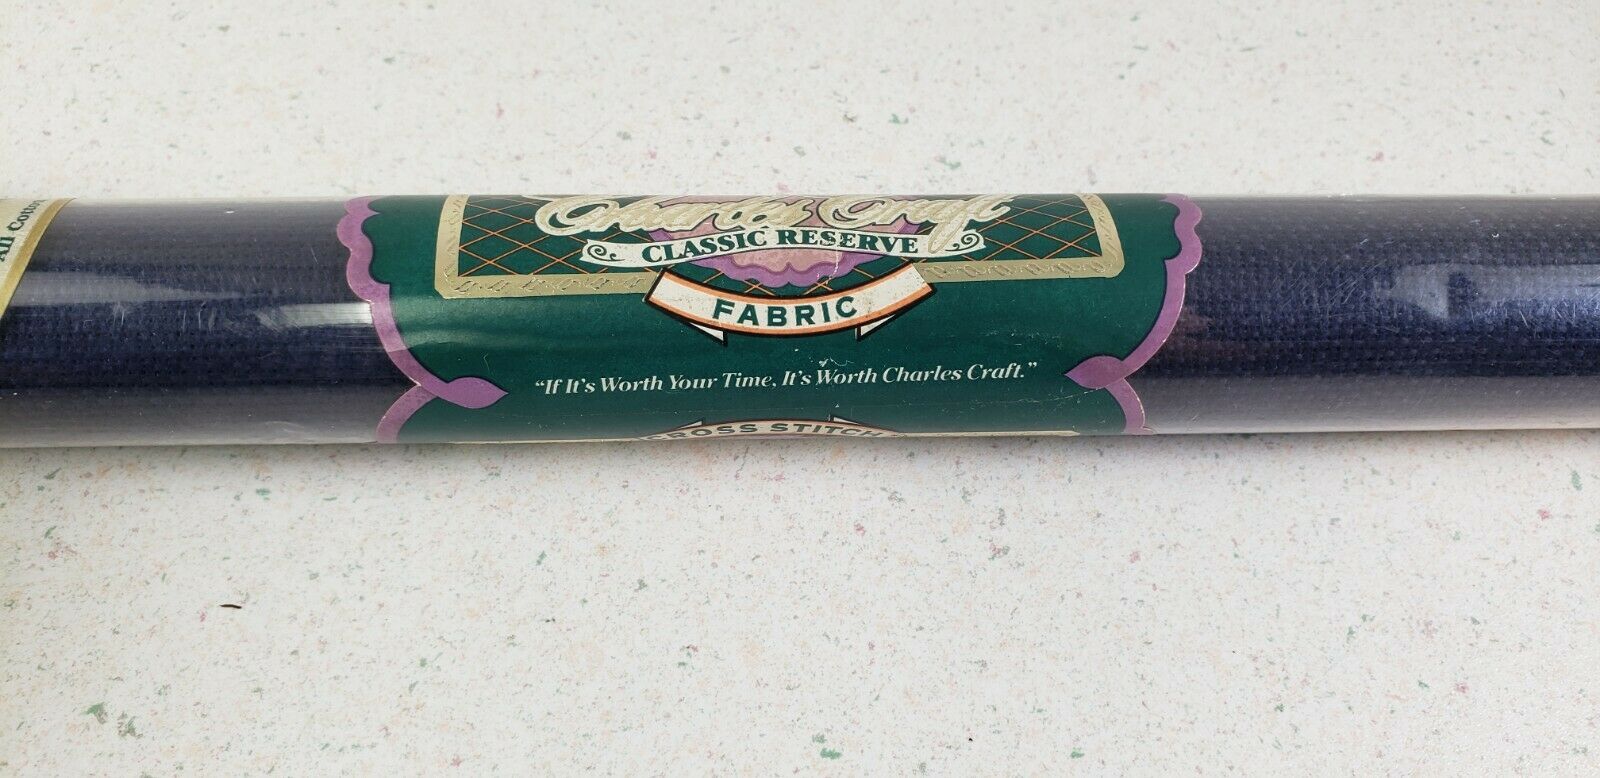 All Cotton
Charles Craft
CLASSIC RESERVE
FABRIC
“If It's Worth Your Time, It's Worth Charles Craft.”
CROSS STITCH